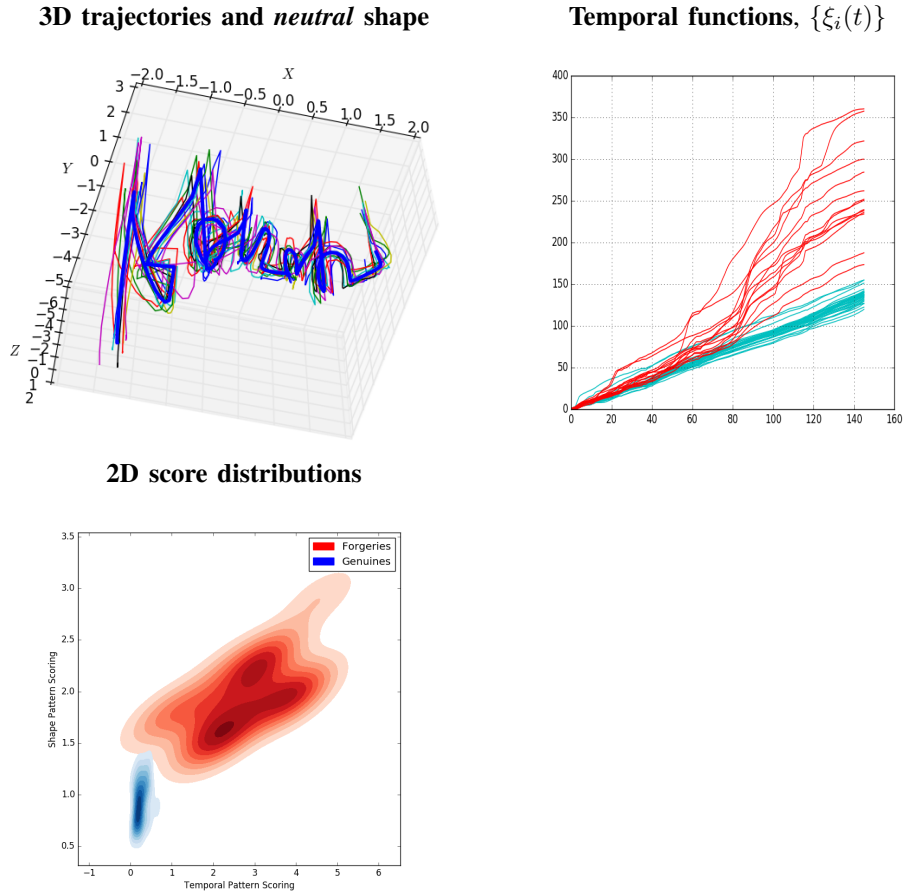 3D trajectories and neutral shape
X
−2.0 −1.5 −1.0 −0.5 0.0 0.5 1.0 1.5 2.0
3
2
1
0
−1
−2
−3
−4
−5
Y
−6
−5
−4
−3
−2
−1
0
1
2
Z
Temporal functions, {ξi(t)}
400
350
300
250
200
150
100
50
0
0 20 40 60 80 100 120 140 160
2D score distributions
Forgeries
Genuines
3.5
3.0
2.5
2.0
1.5
1.0
0.5
Shape Pattern Scoring
−1 0 1 2 3 4 5 6
Temporal Pattern Scoring